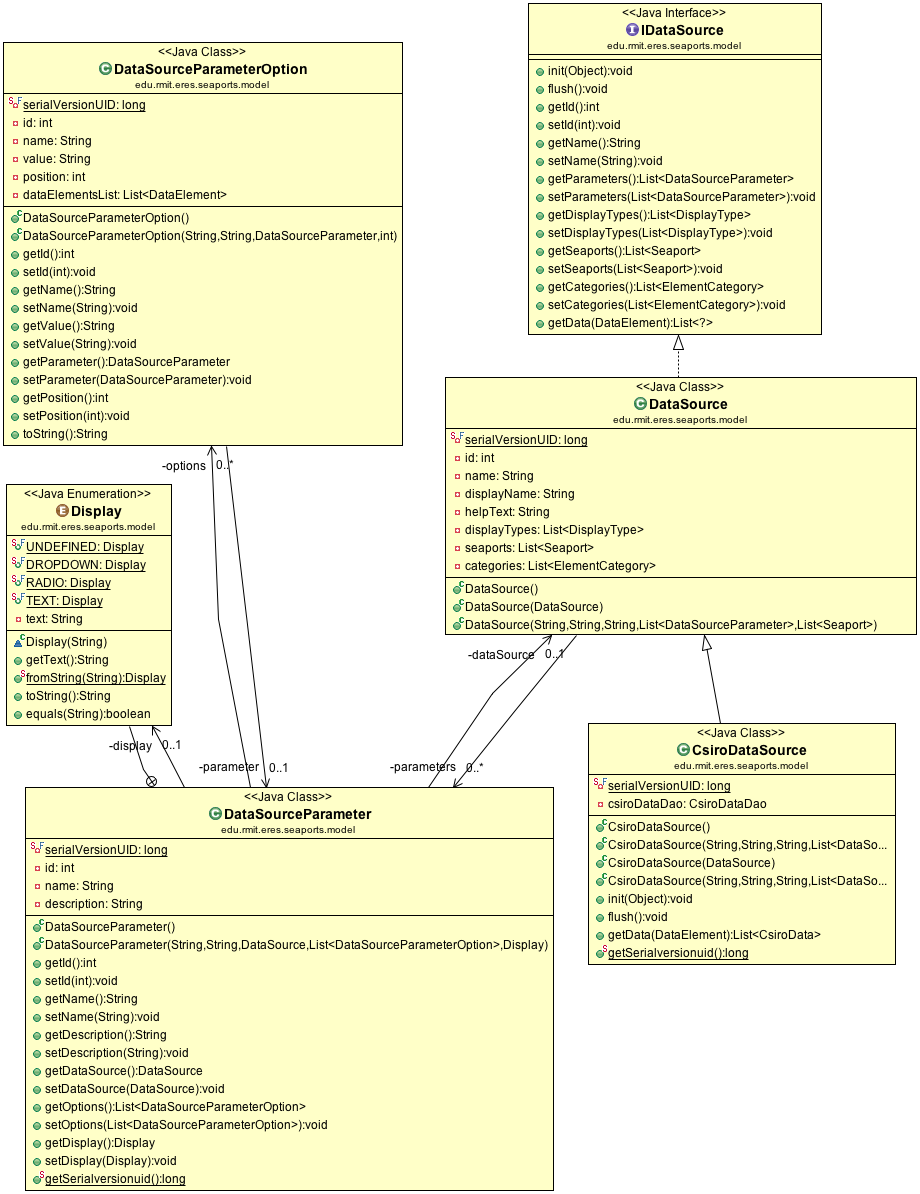 <<Java Class>>
DataSourceParameterOption
edu.rmit.eres.seaports.model
serialVersionUID: long
id: int
name: String
value: String
position: int
dataElementsList: List<DataElement>
DataSourceParameterOption()
DataSourceParameterOption(String,String,DataSourceParameter,int)
getId():int
setId(int):void
getName():String
setName(String):void
getValue():String
setValue(String):void
getParameter():DataSourceParameter
setParameter(DataSourceParameter):void
getPosition():int
setPosition(int):void
toString():String
<<Java Interface>>
IDataSource
edu.rmit.eres.seaports.model
init(Object):void
flush():void
getId():int
setId(int):void
getName():String
setName(String):void
getParameters():List<DataSourceParameter>
setParameters(List<DataSourceParameter>):void
getDisplayTypes():List<DisplayType>
setDisplayTypes(List<DisplayType>):void
getSeaports():List<Seaport>
setSeaports(List<Seaport>):void
getCategories():List<ElementCategory>
setCategories(List<ElementCategory>):void
getData(DataElement):List<?>
<<Java Class>>
DataSource
edu.rmit.eres.seaports.model
serialVersionUID: long
id: int
name: String
displayName: String
helpText: String
displayTypes: List<DisplayType>
seaports: List<Seaport>
categories: List<ElementCategory>
DataSource()
DataSource(DataSource)
DataSource(String,String,String,List<DataSourceParameter>,List<Seaport>)
-options 0..*
<<Java Enumeration>>
Display
edu.rmit.eres.seaports.model
UNDEFINED: Display
DROPDOWN: Display
RADIO: Display
TEXT: Display
text: String
Display(String)
getText():String
fromString(String):Display
toString():String
equals(String):boolean
-dataSource 0..1
-display 0..1
-parameter 0..1
-parameters 0..*
<<Java Class>>
CsiroDataSource
edu.rmit.eres.seaports.model
serialVersionUID: long
csiroDataDao: CsiroDataDao
CsiroDataSource()
CsiroDataSource(String,String,String,List<DataSo...
CsiroDataSource(DataSource)
CsiroDataSource(String,String,String,List<DataSo...
init(Object):void
flush():void
getData(DataElement):List<CsiroData>
getSerialversionuid():long
<<Java Class>>
DataSourceParameter
edu.rmit.eres.seaports.model
serialVersionUID: long
id: int
name: String
description: String
DataSourceParameter()
DataSourceParameter(String,String,DataSource,List<DataSourceParameterOption>,Display)
getId():int
setId(int):void
getName():String
setName(String):void
getDescription():String
setDescription(String):void
getDataSource():DataSource
setDataSource(DataSource):void
getOptions():List<DataSourceParameterOption>
setOptions(List<DataSourceParameterOption>):void
getDisplay():Display
setDisplay(Display):void
getSerialversionuid():long